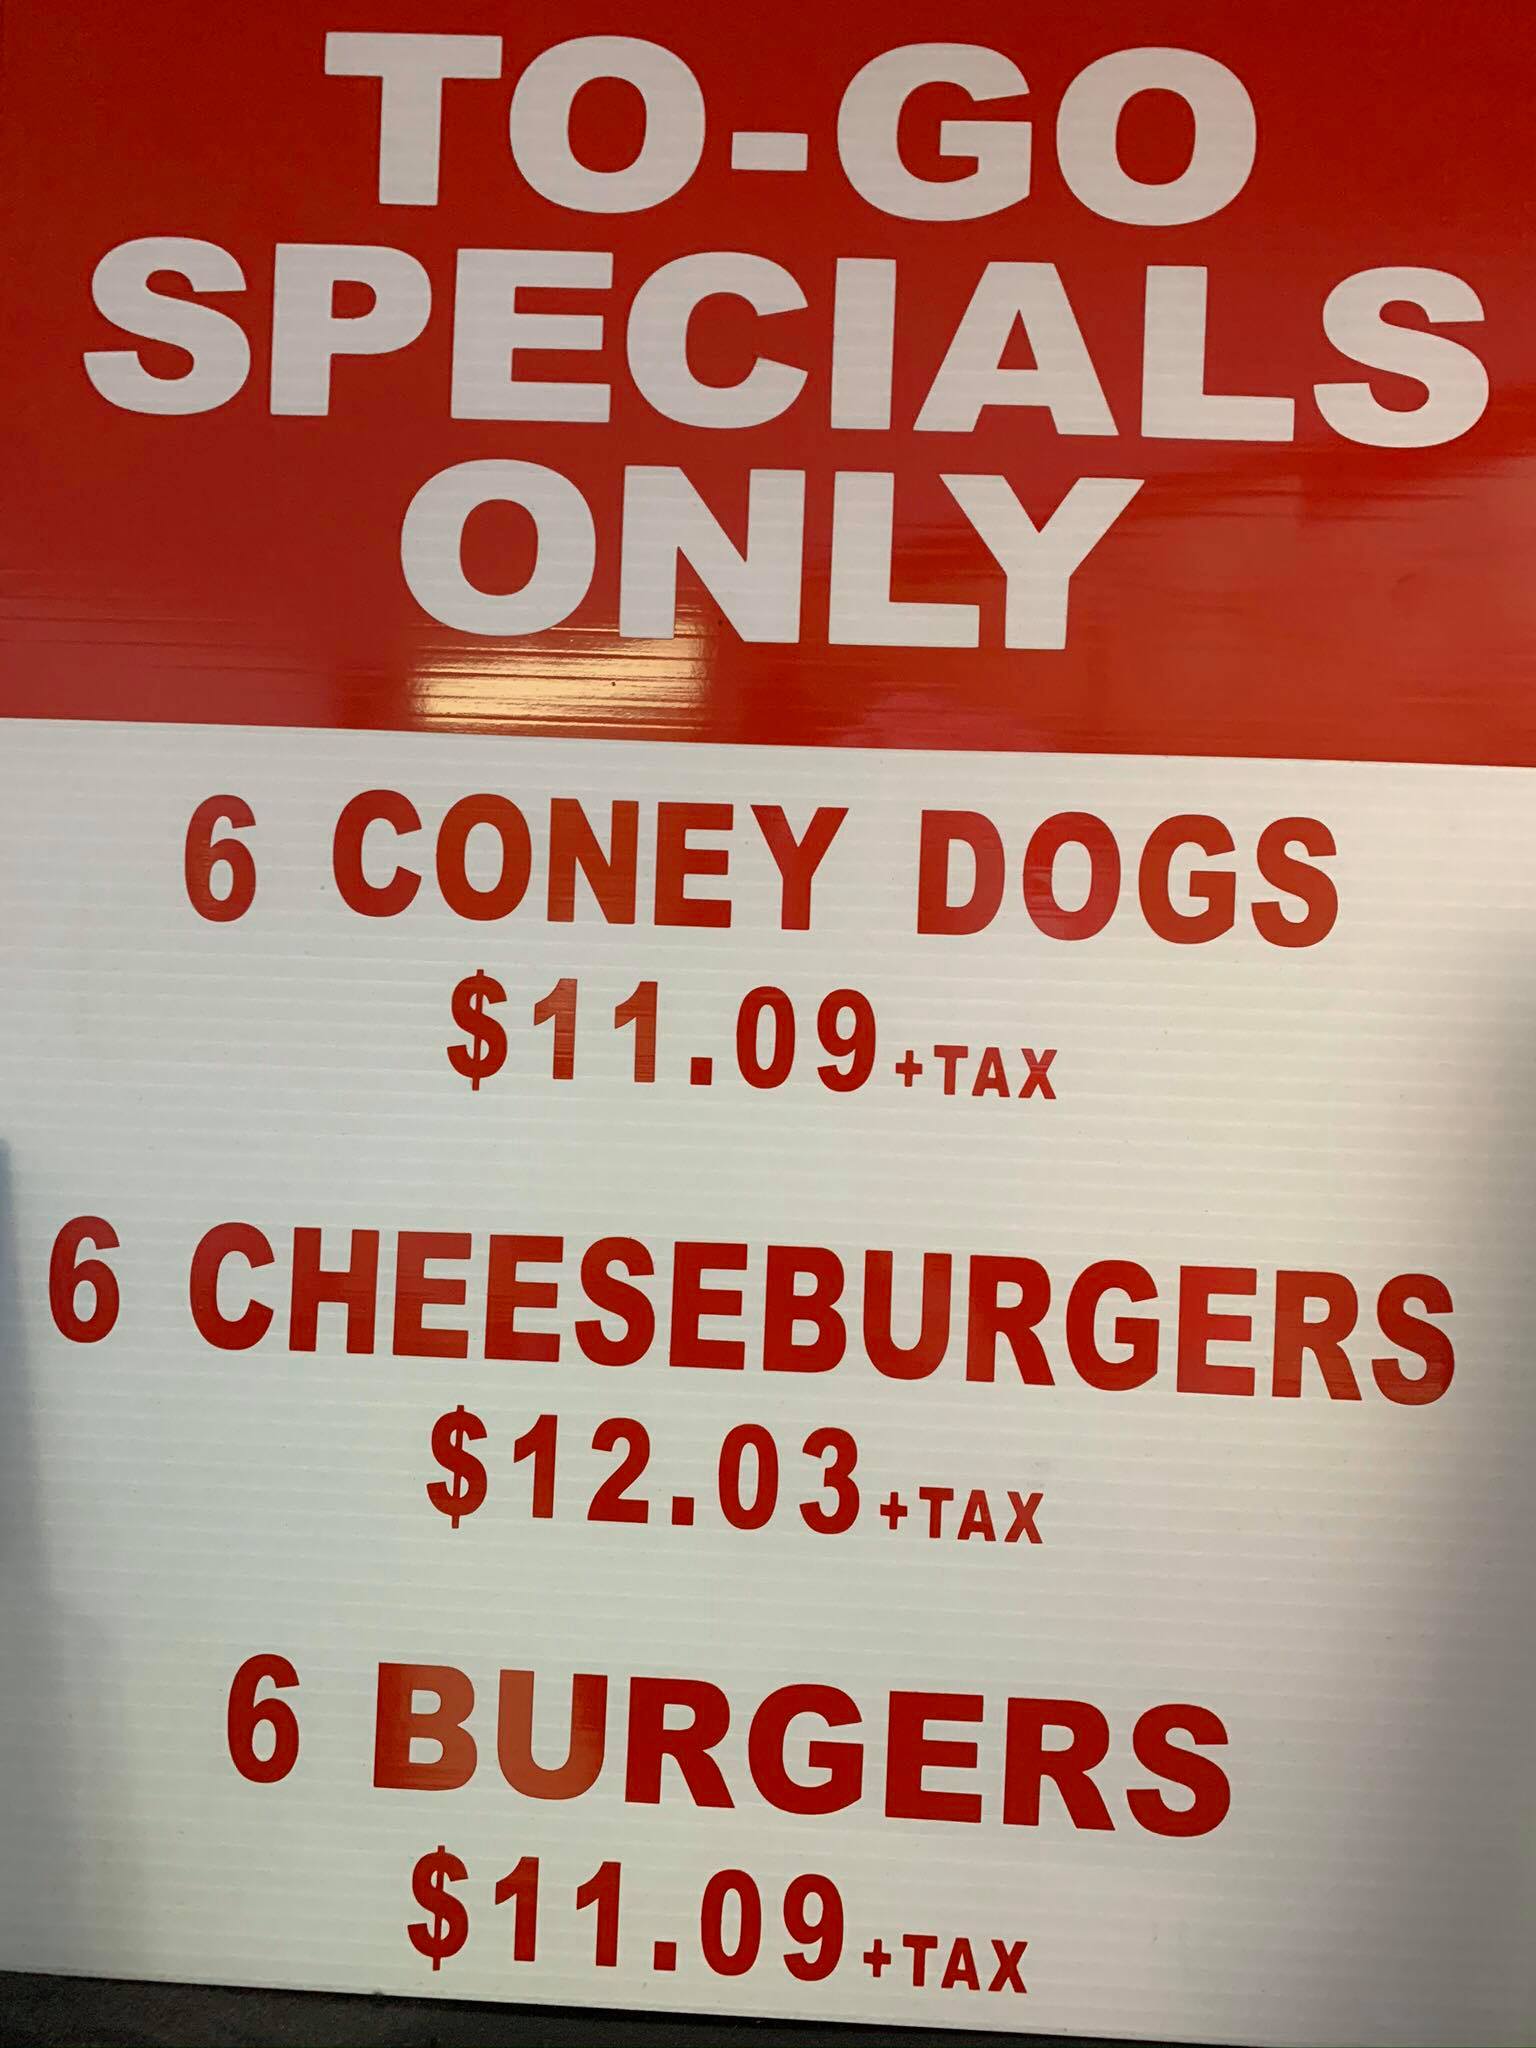 TO-GO
SPECIALS
ONLY
6 CONEY DOGS
$11.09+TAX
6 CHEESEBURGERS
$12.03+TAX
6 BURGERS
$11.09+TAX